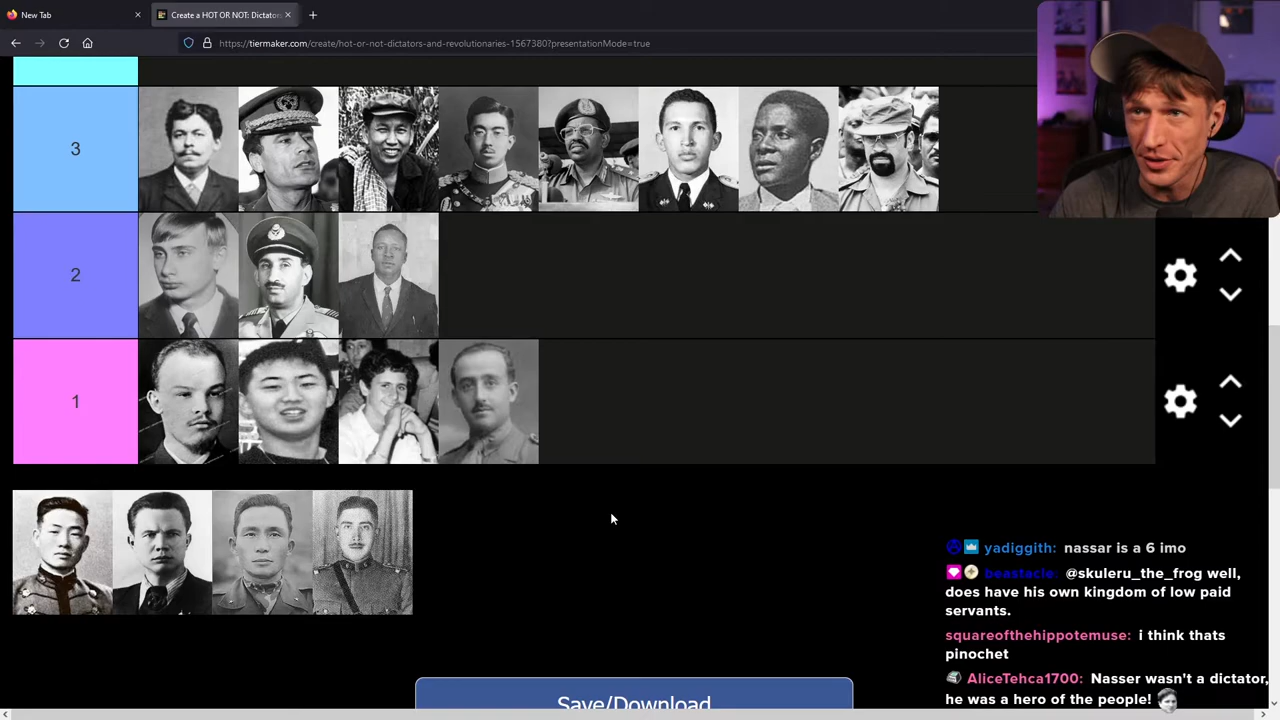 New Tab
Create a HOT OR NOT: Dictators
https://tiermaker.com/create/hot-or-not-dictators-and-revolutionaries-1567380?presentationMode=true
3
2
1
yadiggith: nassar is a 6 imo
beastacle: @skuleru_the_frog well,
does have his own kingdom of low paid
servants.
squareofthehippotemuse: i think thats
pinochet
AliceTehca1700: Nasser wasn't a dictator,
he was a hero of the people!
Save/Download